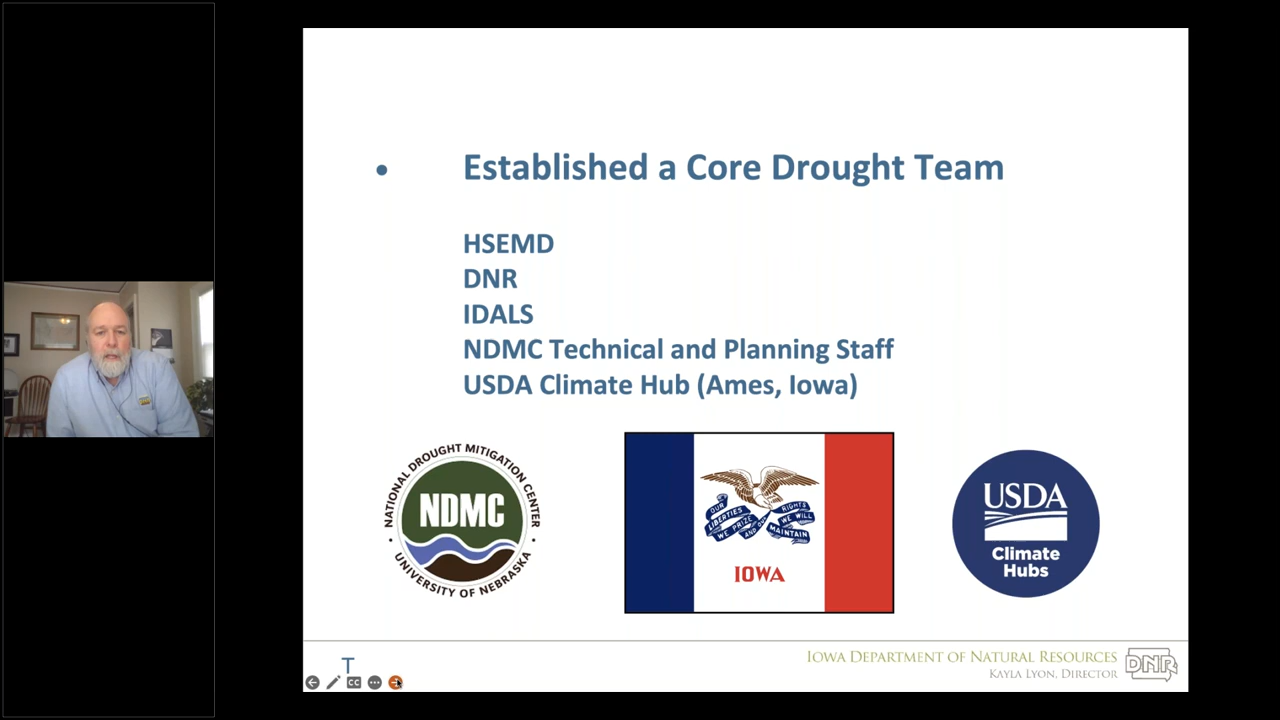 • Established a Core Drought Team
HSEMD
DNR
IDALS
NDMC Technical and Planning Staff
USDA Climate Hub (Ames, Iowa)
NATIONAL DROUGHT MITIGATION CENTER
NDMC
• UNIVERSITY OF NEBRASKA •
OUR
LIBERTIES
WE PRIZE
AND OUR
RIGHTS
WE WILL
MAINTAIN
IOWA
USDA
Climate
Hubs
T
CC
IOWA DEPARTMENT OF NATURAL RESOURCES
KAYLA LYON, DIRECTOR
DNR